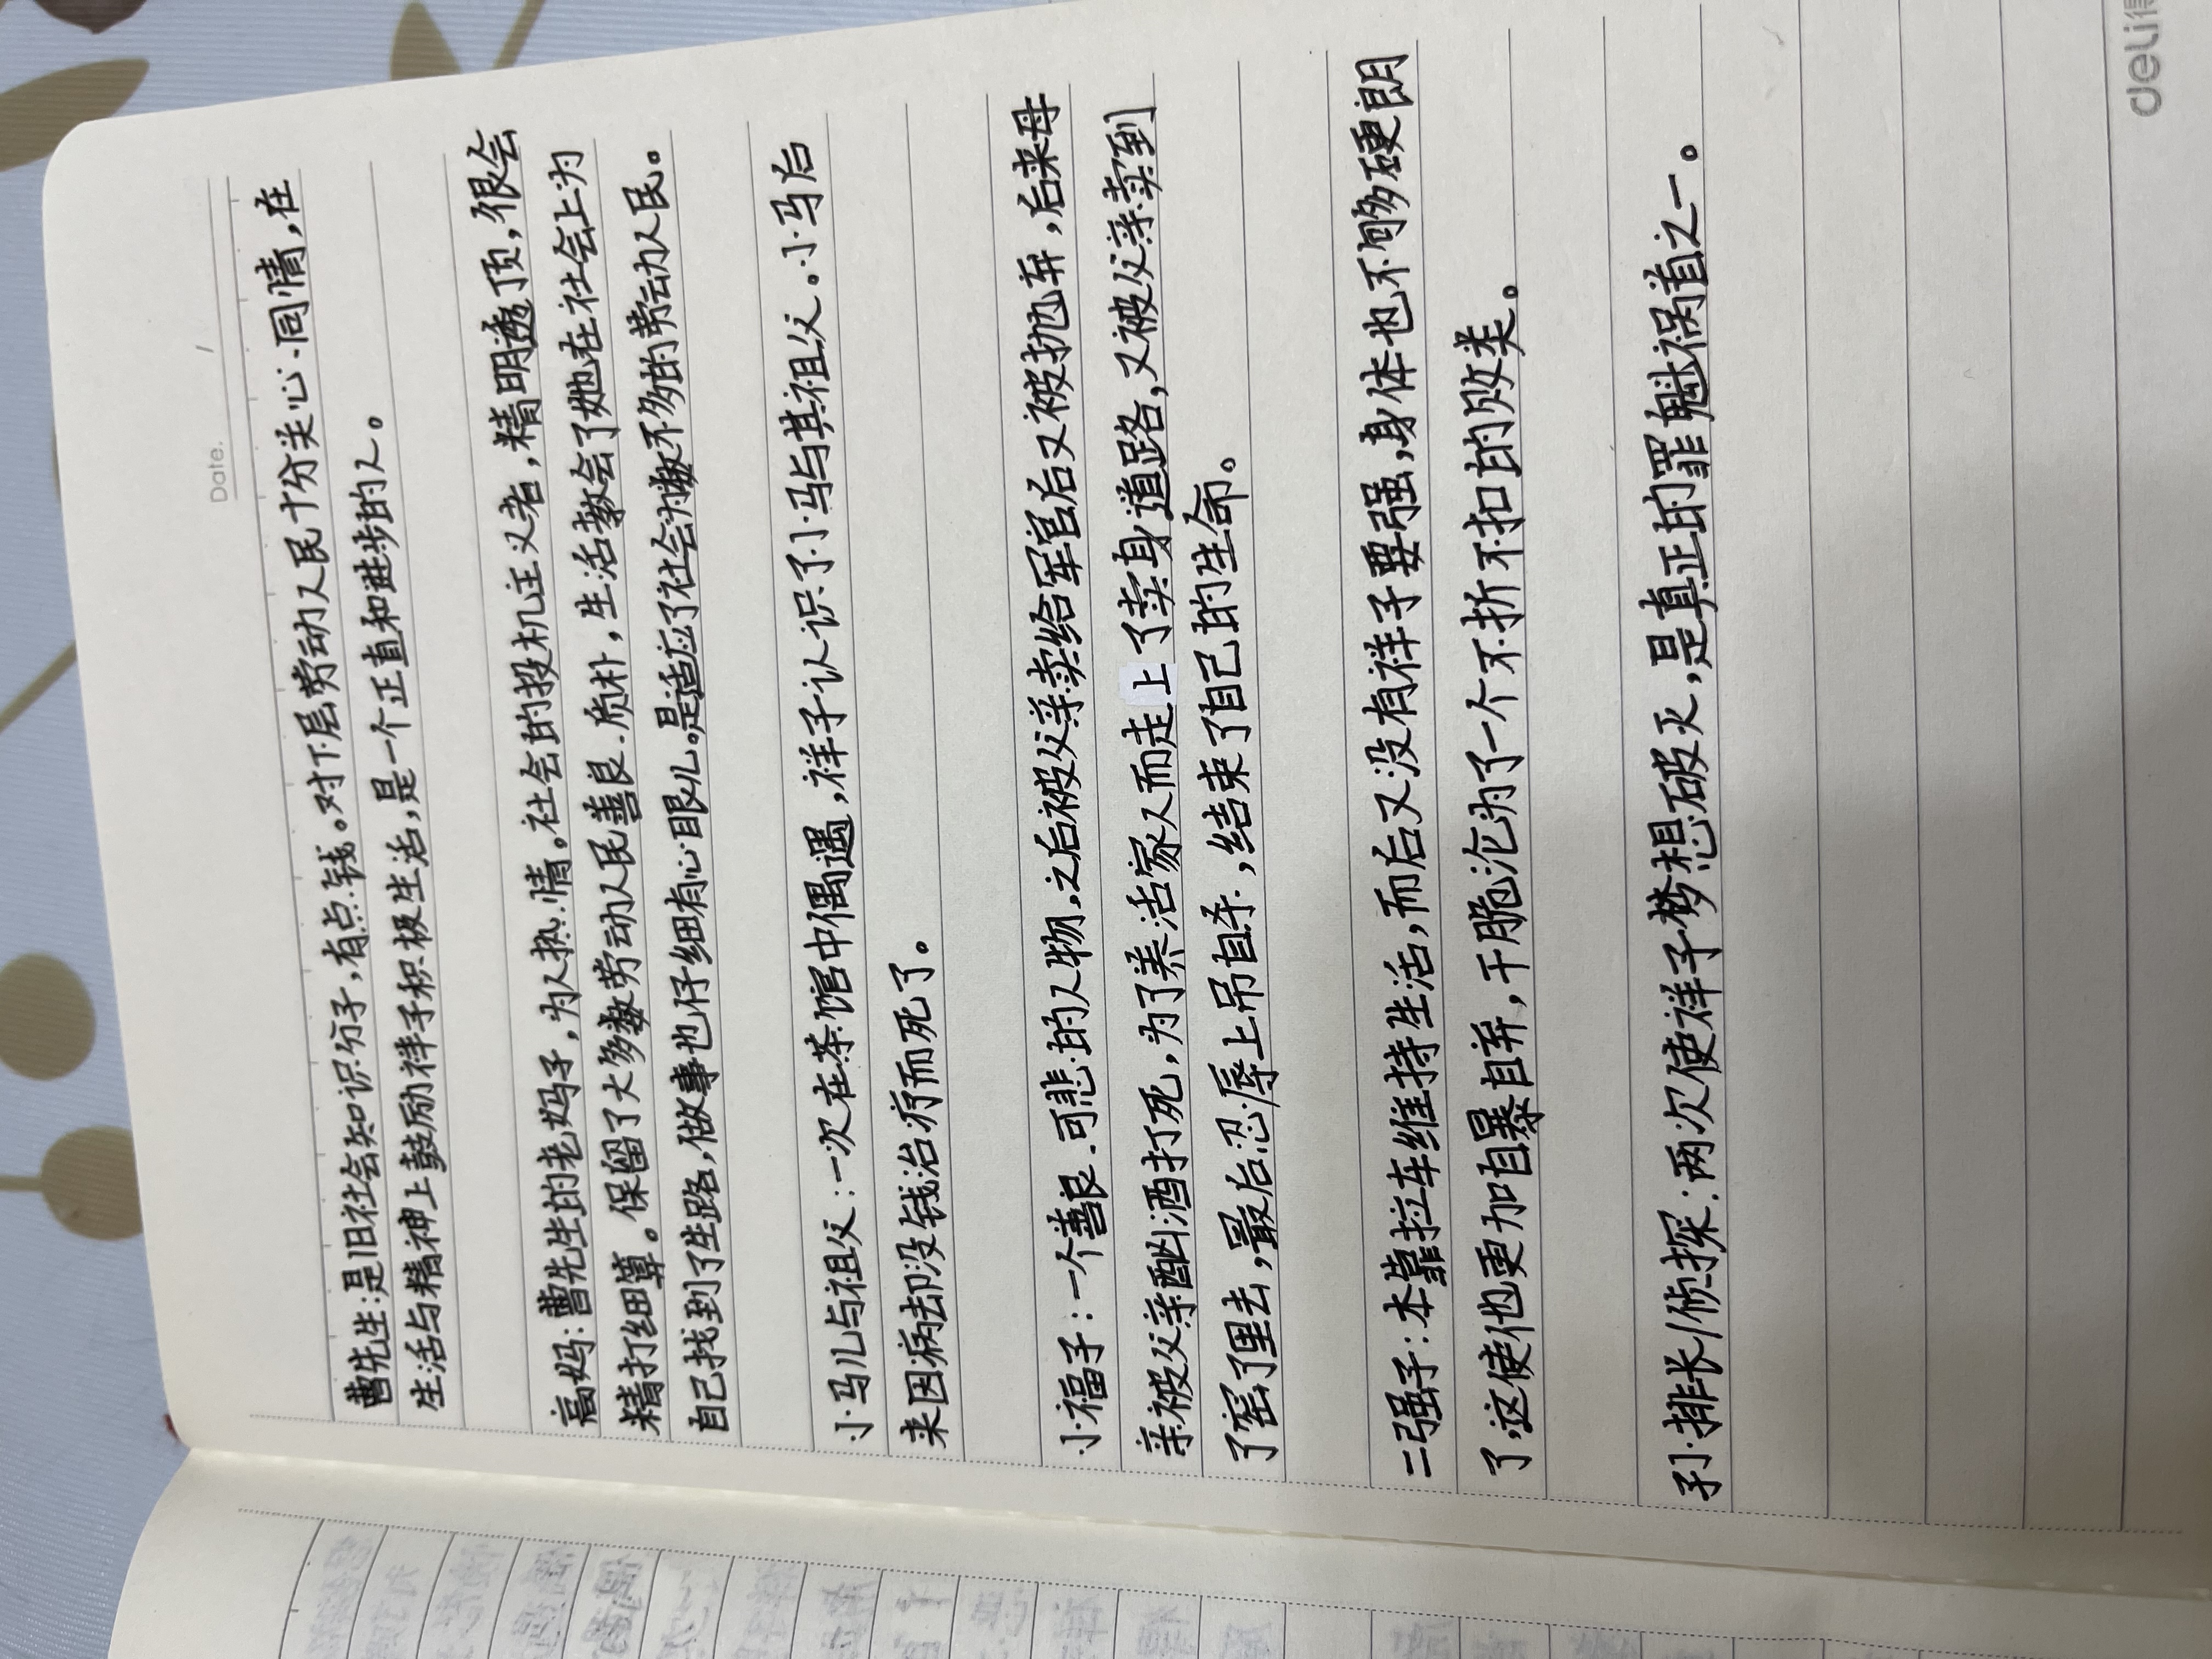 Date. /
曹先生:是旧社会知识分子,有点钱。对下层劳动人民十分关心、同情,在
生活与精神上鼓励祥子积极生活,是一个正直和进步的人。
高妈:曹先生的老妈子,为人热情。社会的投机主义者,精明透顶,很会
精打细算。保留了大多数劳动人民善良、质朴,生活教会了她在社会上为
自己找到了生路,做事也仔细有心眼儿。是适应了社会为数不多的劳动人民。
小马儿与祖父:一次在茶馆中偶遇,祥子认识了小马与其祖父。小马后
来因病却没钱治疗而死了。
小福子:一个善良、可悲的人物,之后被父亲卖给军官后又被抛弃,后来母
亲被父亲酗酒打死,为了养活家人而走上了卖身道路,又被父亲卖到
了窑了里去,最后忍辱上吊自杀,结束了自己的生命。
二强子:本靠拉车维持生活,而后又没有祥子要强,身体也不够硬朗
了,这使他更加自暴自弃,干脆沦为了一个不折不扣的败类。
孙排长/侦探:两次使祥子梦想破灭,是真正的罪魁祸首之一。
deli得